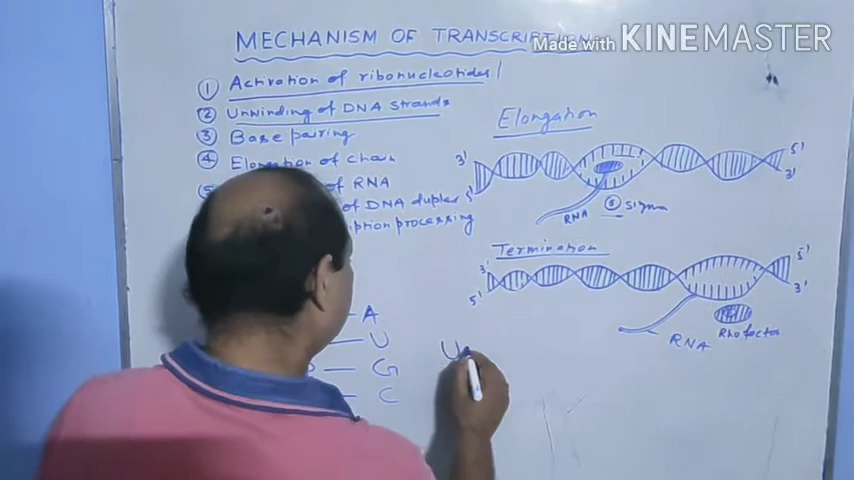 MECHANISM OF TRANSCRIPTION
Made with KINEMASTER
① Activation of ribonucleotides
② Unwinding of DNA strands
③ Base pairing
④ Elongation of chain
⑤ of RNA
of DNA duplex
processing
A
U
G
C
U
Elongation
3' 5'
5' 3'
RNA
σ Sigma
Termination
3' 5'
5' 3'
RNA
Rho factor